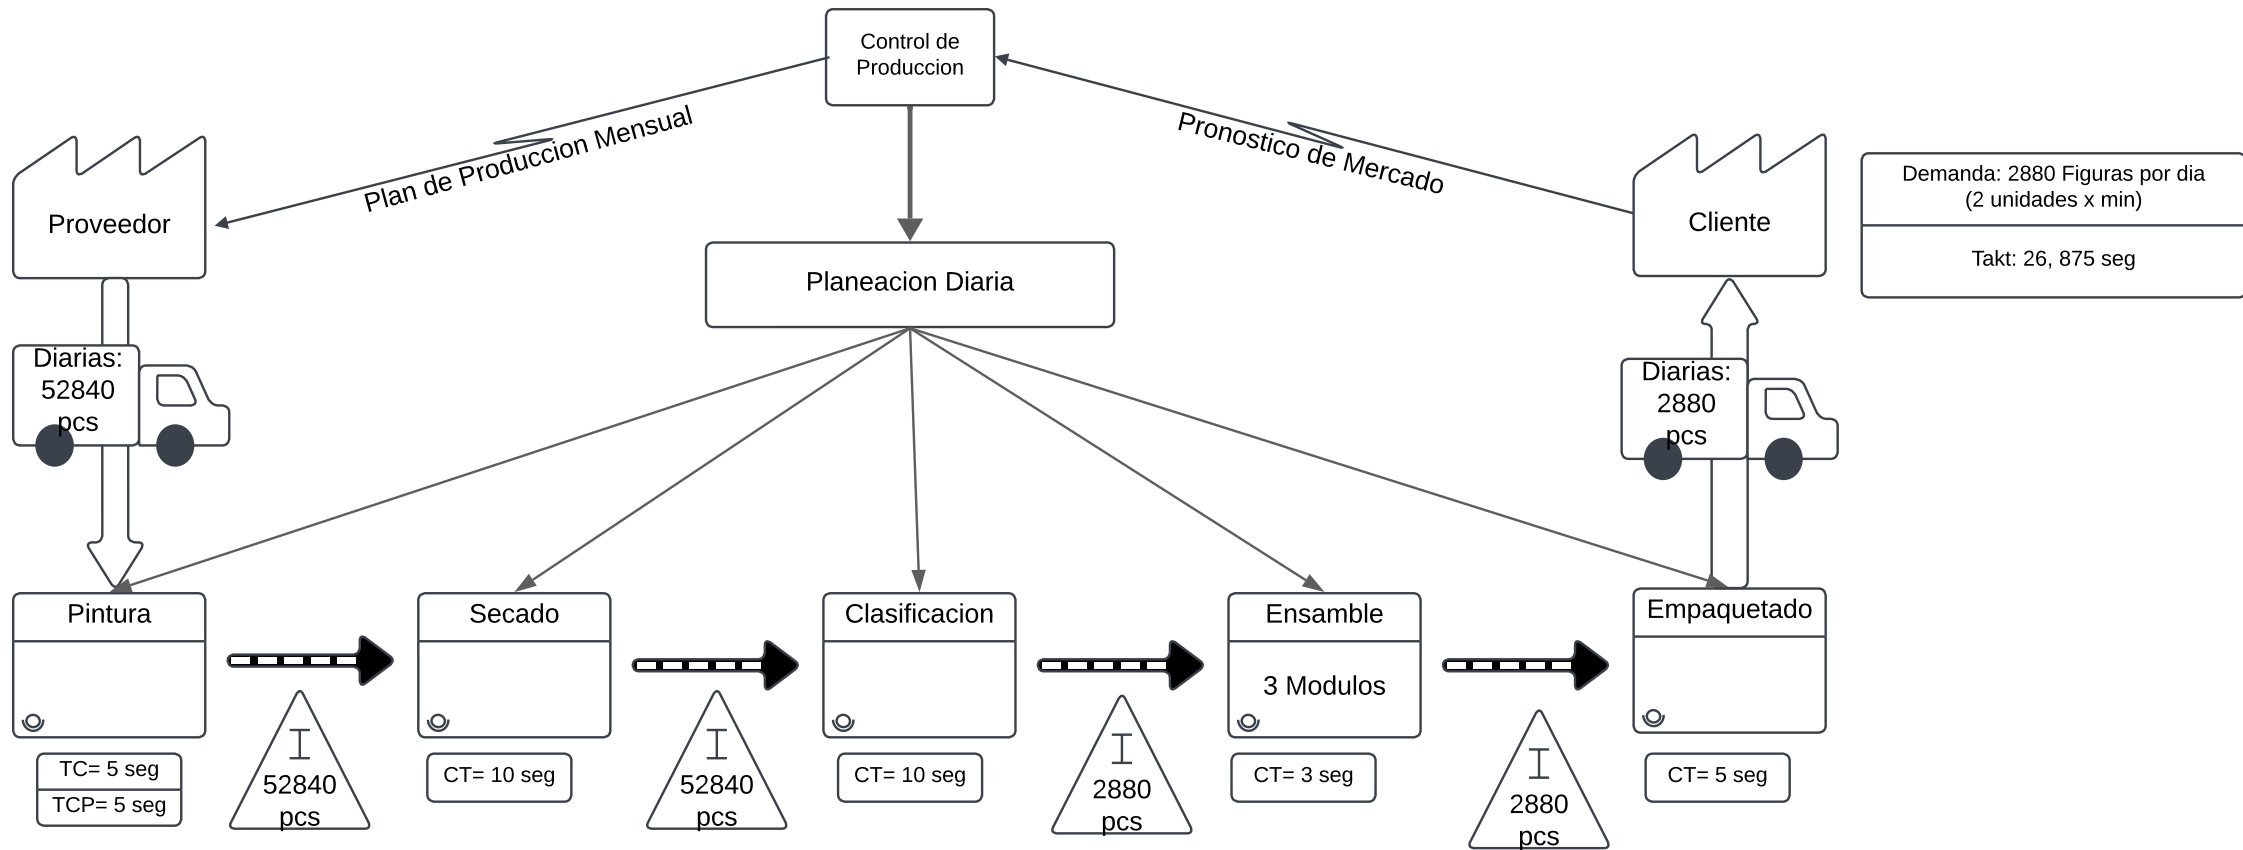 Control de
Produccion
Plan de Produccion Mensual
Pronostico de Mercado
Proveedor
Cliente
Demanda: 2880 Figuras por dia
(2 unidades x min)
Takt: 26, 875 seg
Planeacion Diaria
Diarias:
52840
pcs
Diarias:
2880
pcs
Pintura
Secado
Clasificacion
Ensamble
3 Modulos
Empaquetado
TC= 5 seg
TCP= 5 seg
I
52840
pcs
CT= 10 seg
I
52840
pcs
CT= 10 seg
I
2880
pcs
CT= 3 seg
I
2880
pcs
CT= 5 seg